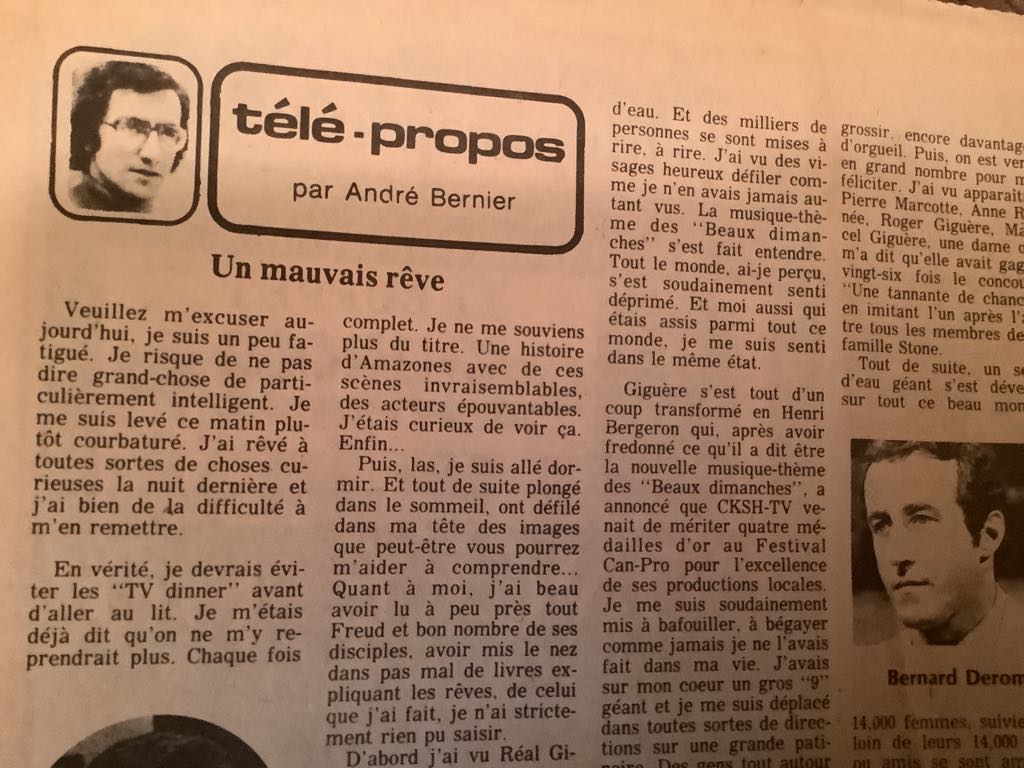 télé-propos
par André Bernier
Un mauvais rêve
Veuillez m'excuser au-
jourd'hui, je suis un peu fa-
tigué. Je risque de ne pas
dire grand-chose de parti-
culièrement intelligent. Je
me suis levé ce matin plu-
tôt courbaturé. J'ai rêvé à
toutes sortes de choses cu-
rieuses la nuit dernière et
j'ai bien de la difficulté à
m'en remettre.
En vérité, je devrais évi-
ter les "TV dinner" avant
d'aller au lit. Je m'étais
déjà dit qu'on ne m'y re-
prendrait plus. Chaque fois
complet. Je ne me souviens
plus du titre. Une histoire
d'Amazones avec de ces
scènes invraisemblables,
des acteurs épouvantables.
J'étais curieux de voir ça.
Enfin...
Puis, las, je suis allé dor-
mir. Et tout de suite plongé
dans le sommeil, ont défilé
dans ma tête des images
que peut-être vous pourrez
m'aider à comprendre...
Quant à moi, j'ai beau
avoir lu à peu près tout
Freud et bon nombre de ses
disciples, avoir mis le nez
dans pas mal de livres ex-
pliquant les rêves, de celui
que j'ai fait, je n'ai stricte-
ment rien pu saisir.
D'abord j'ai vu Réal Gi-
d'eau. Et des milliers de
personnes se sont mises à
rire, à rire. J'ai vu des vi-
sages heureux défiler com-
me je n'en avais jamais au-
tant vus. La musique-thè-
me des "Beaux diman-
ches" s'est fait entendre.
Tout le monde, ai-je perçu,
s'est soudainement senti
déprimé. Et moi aussi qui
étais assis parmi tout ce
monde, je me suis senti
dans le même état.
Giguère s'est tout d'un
coup transformé en Henri
Bergeron qui, après avoir
fredonné ce qu'il a dit être
la nouvelle musique-thème
des "Beaux dimanches", a
annoncé que CKSH-TV ve-
nait de mériter quatre mé-
dailles d'or au Festival
Can-Pro pour l'excellence
de ses productions locales.
Je me suis soudainement
mis à bafouiller, à bégayer
comme jamais je ne l'avais
fait dans ma vie. J'avais
sur mon coeur un gros "9"
géant et je me suis déplacé
dans toutes sortes de direc-
tions sur une grande pati-
noire. Des gens tout autour
grossir, encore davantag
d'orgueil. Puis, on est ve
en grand nombre pour m
féliciter. J'ai vu apparaît
Pierre Marcotte, Anne R
née, Roger Giguère, Ma
cel Giguère, une dame q
m'a dit qu'elle avait gag
vingt-six fois le concou
"Une tannante de chanc
en imitant l'un après l'a
tre tous les membres de
famille Stone.
Tout de suite, un se
d'eau géant s'est déve
sur tout ce beau mon
Bernard Derom
14,000 femmes, suivie
loin de leurs 14,000
ou amis se sont am